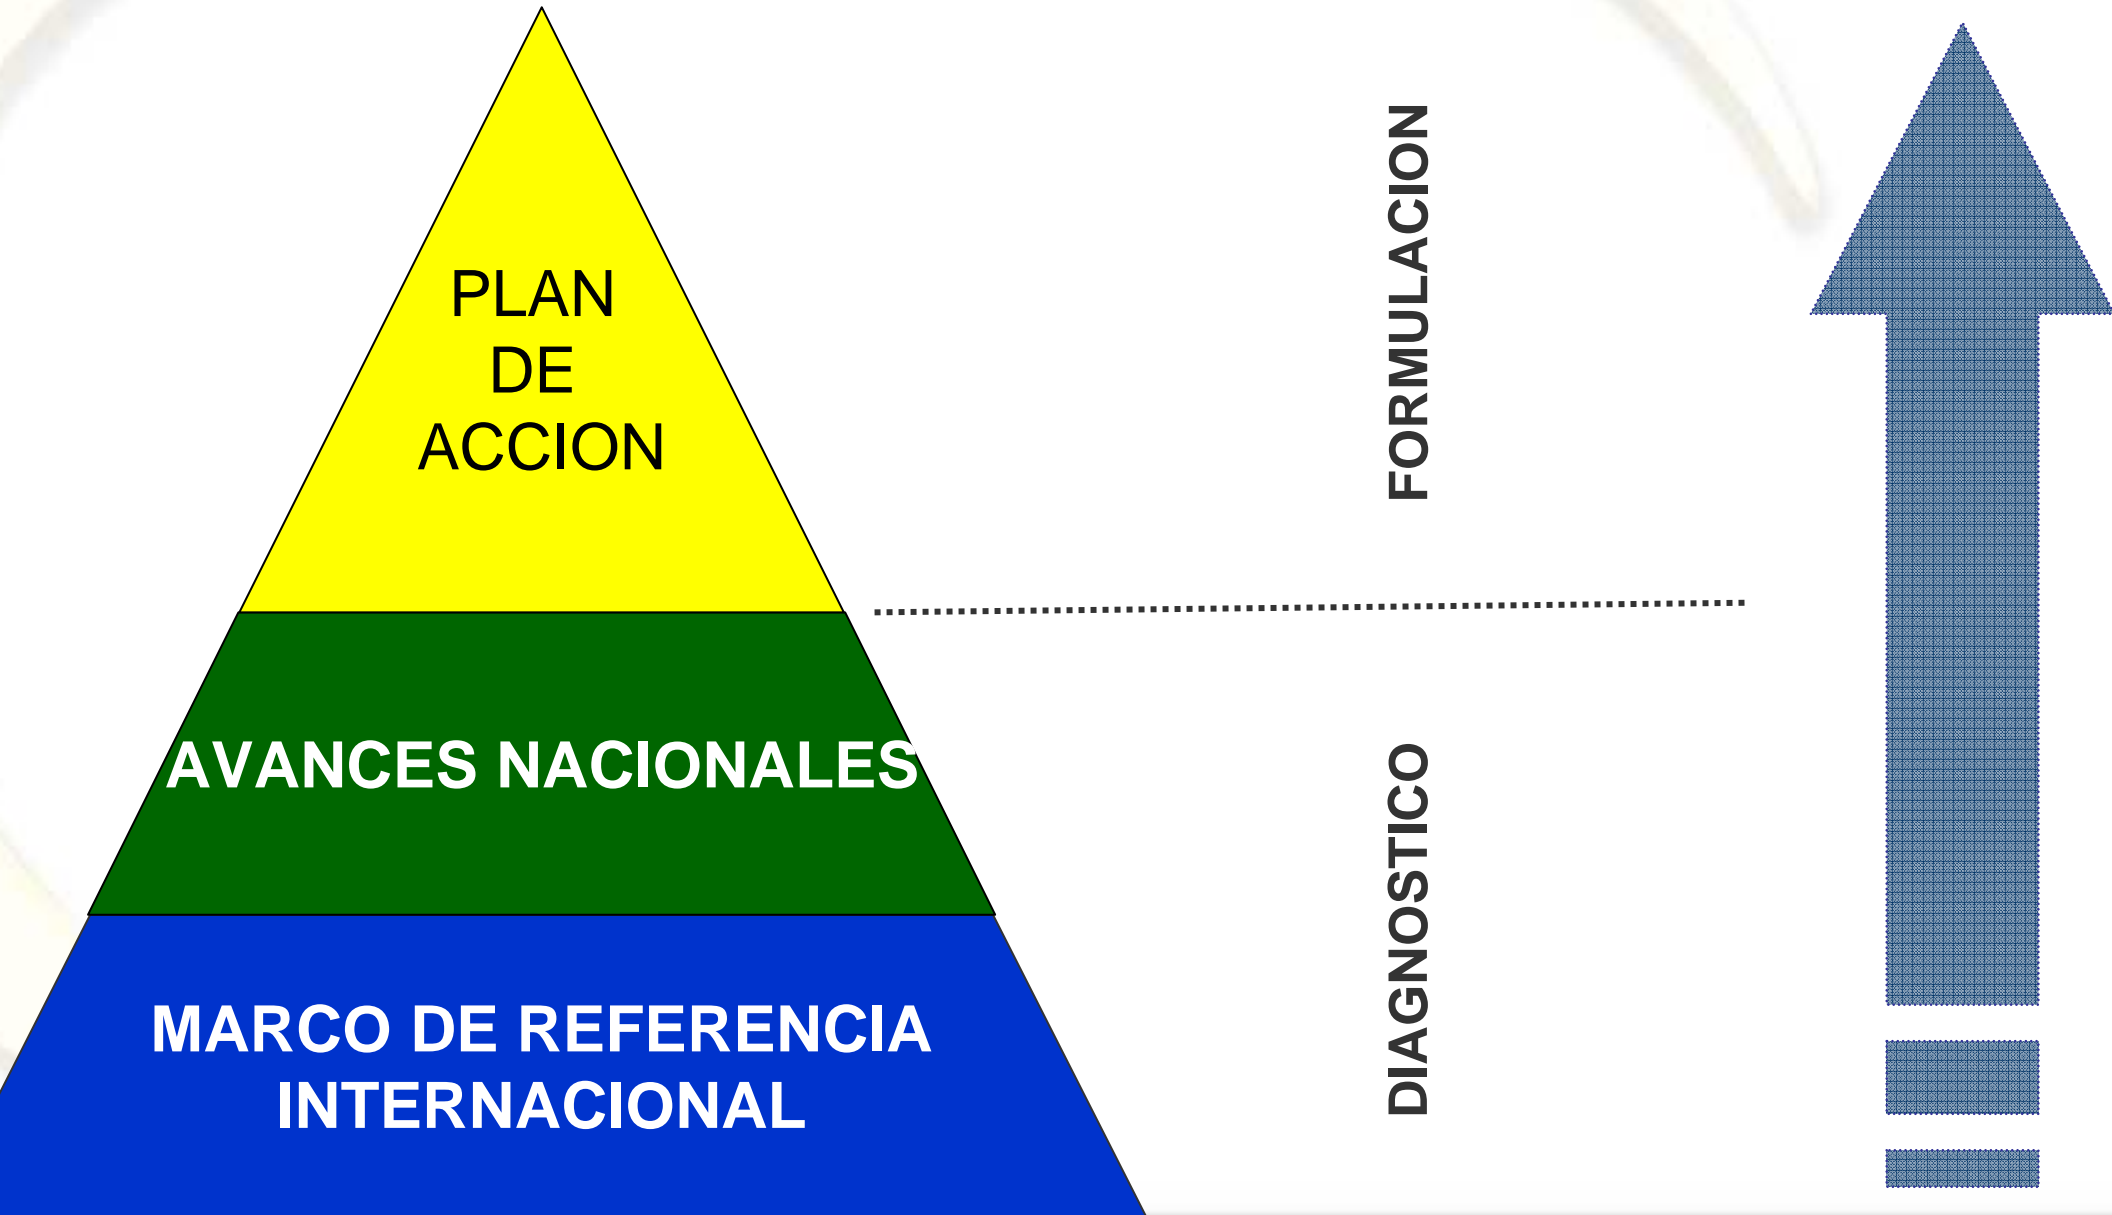 PLAN
DE
ACCION
FORMULACION
AVANCES NACIONALES
DIAGNOSTICO
MARCO DE REFERENCIA
INTERNACIONAL